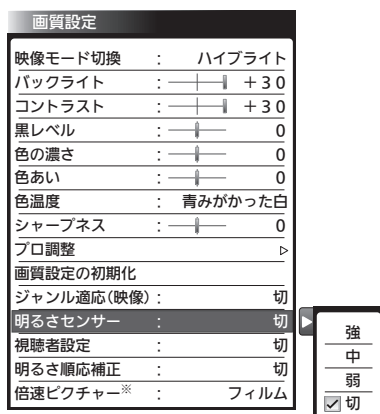 画質設定
映像モード切換 : ハイブライト
バックライト : +30
コントラスト : +30
黒レベル : 0
色の濃さ : 0
色あい : 0
色温度 : 青みがかった白
シャープネス : 0
プロ調整
画質設定の初期化
ジャンル適応(映像) : 切
明るさセンサー : 切
視聴者設定 : 切
明るさ順応補正 : 切
倍速ピクチャー※ : フィルム
強
中
弱
切